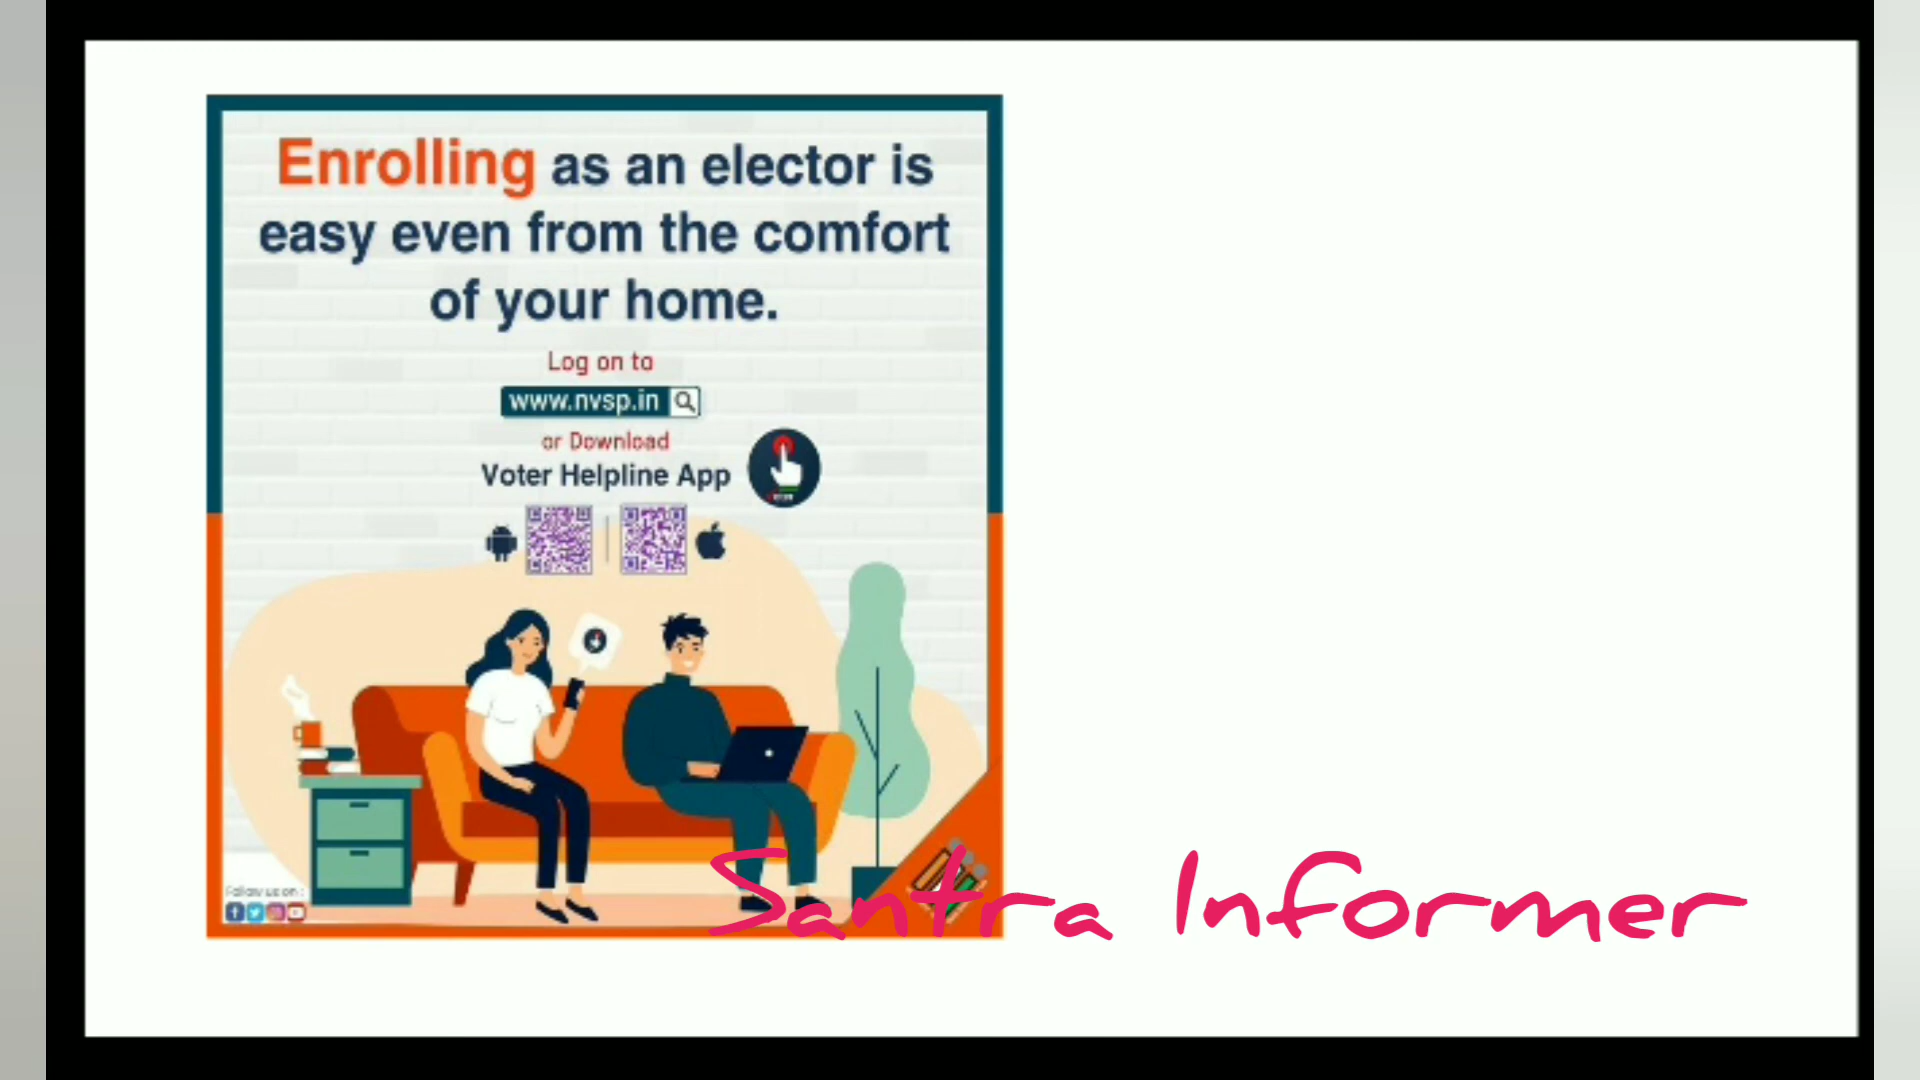 Enrolling as an elector is
easy even from the comfort
of your home.
Log on to
www.nvsp.in
or Download
Voter Helpline App
Follow us on :
Santra Informer